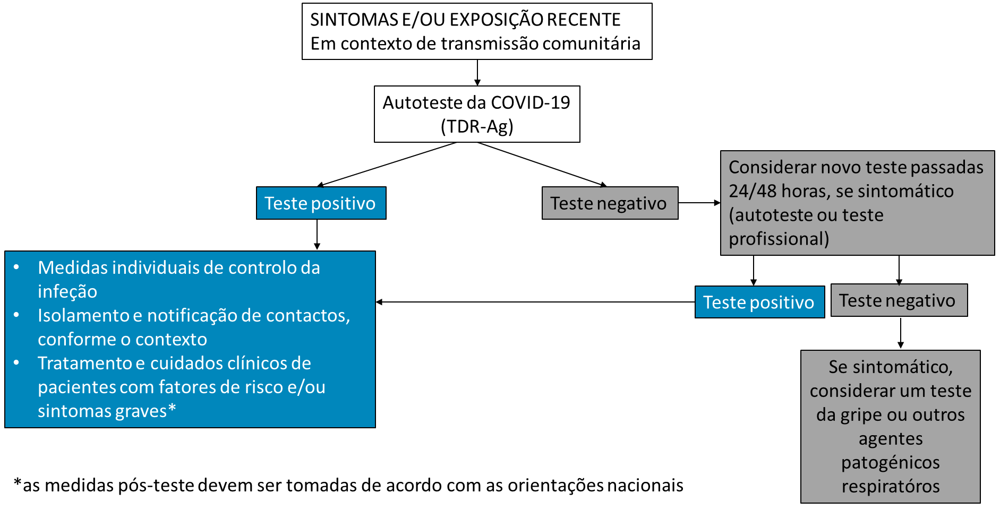 SINTOMAS E/OU EXPOSIÇÃO RECENTE
Em contexto de transmissão comunitária
Autoteste da COVID-19
(TDR-Ag)
Teste positivo
Teste negativo
Considerar novo teste passadas
24/48 horas, se sintomático
(autoteste ou teste
profissional)
• Medidas individuais de controlo da
infeção
• Isolamento e notificação de contactos,
conforme o contexto
• Tratamento e cuidados clínicos de
pacientes com fatores de risco e/ou
sintomas graves*
Teste positivo
Teste negativo
Se sintomático,
considerar um teste
da gripe ou outros
agentes
patogénicos
respiratóros
*as medidas pós-teste devem ser tomadas de acordo com as orientações nacionais